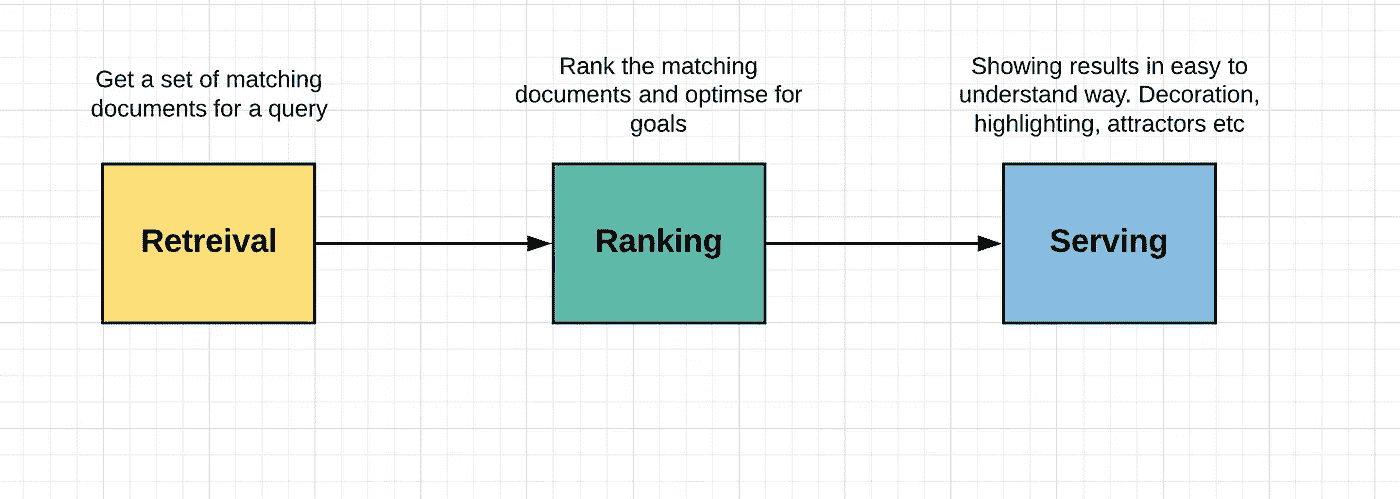 Get a set of matching
documents for a query
Rank the matching
documents and optimse for
goals
Showing results in easy to
understand way. Decoration,
highlighting, attractors etc
Retreival
Ranking
Serving